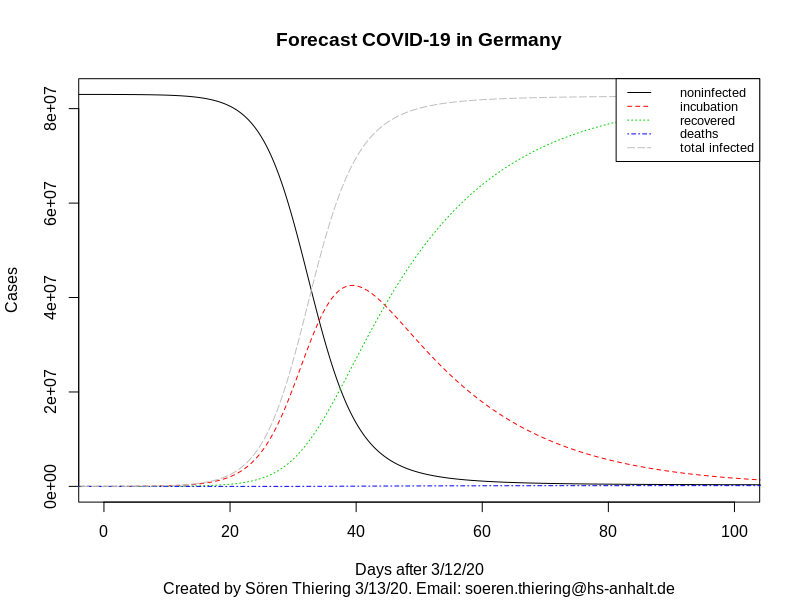 Forecast COVID-19 in Germany
noninfected
incubation
recovered
deaths
total infected
Cases
8e+07
6e+07
4e+07
2e+07
0e+00
0 20 40 60 80 100
Days after 3/12/20
Created by Sören Thiering 3/13/20. Email: soeren.thiering@hs-anhalt.de